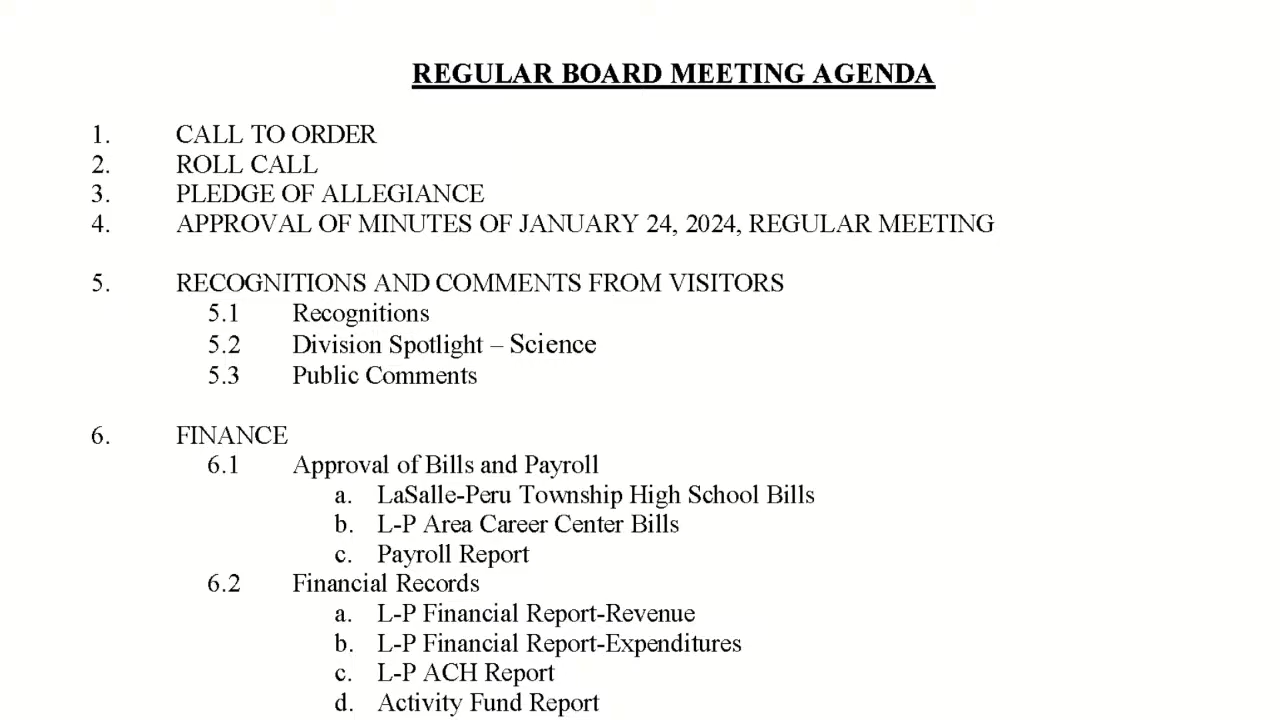 REGULAR BOARD MEETING AGENDA
1. CALL TO ORDER
2. ROLL CALL
3. PLEDGE OF ALLEGIANCE
4. APPROVAL OF MINUTES OF JANUARY 24, 2024, REGULAR MEETING
5. RECOGNITIONS AND COMMENTS FROM VISITORS
5.1 Recognitions
5.2 Division Spotlight – Science
5.3 Public Comments
6. FINANCE
6.1 Approval of Bills and Payroll
a. LaSalle-Peru Township High School Bills
b. L-P Area Career Center Bills
c. Payroll Report
6.2 Financial Records
a. L-P Financial Report-Revenue
b. L-P Financial Report-Expenditures
c. L-P ACH Report
d. Activity Fund Report